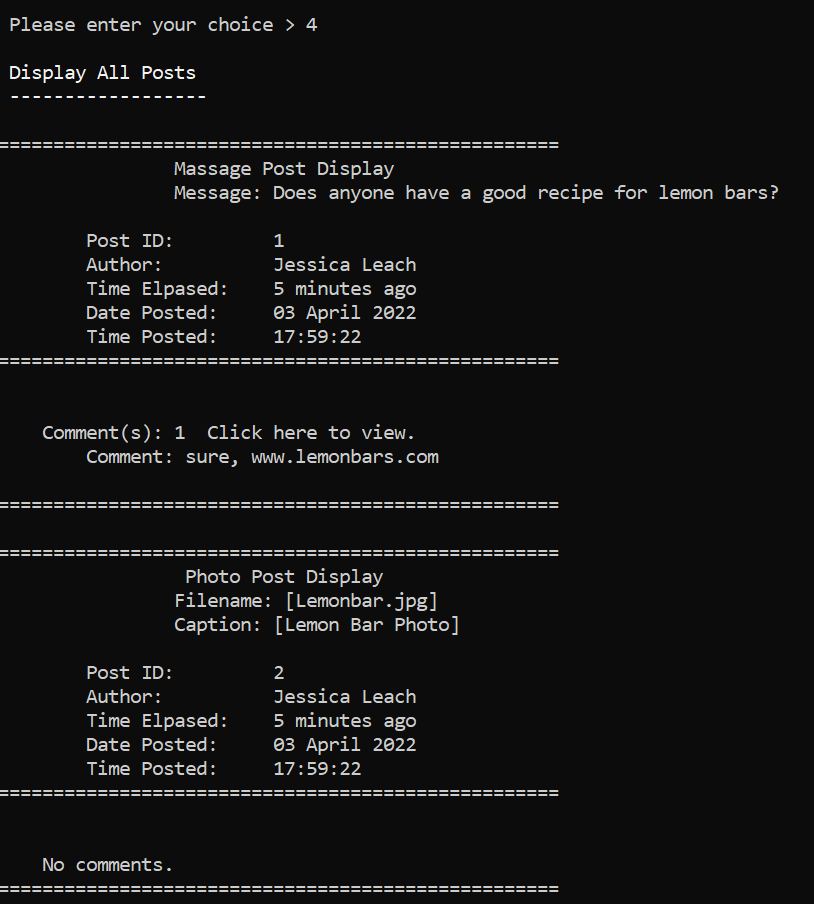 Please enter your choice > 4
Display All Posts
------------------
===================================================
Massage Post Display
Message: Does anyone have a good recipe for lemon bars?
Post ID: 1
Author: Jessica Leach
Time Elpased: 5 minutes ago
Date Posted: 03 April 2022
Time Posted: 17:59:22
===================================================
Comment(s): 1  Click here to view.
Comment: sure, www.lemonbars.com
===================================================
===================================================
Photo Post Display
Filename: [Lemonbar.jpg]
Caption: [Lemon Bar Photo]
Post ID: 2
Author: Jessica Leach
Time Elpased: 5 minutes ago
Date Posted: 03 April 2022
Time Posted: 17:59:22
===================================================
No comments.
===================================================